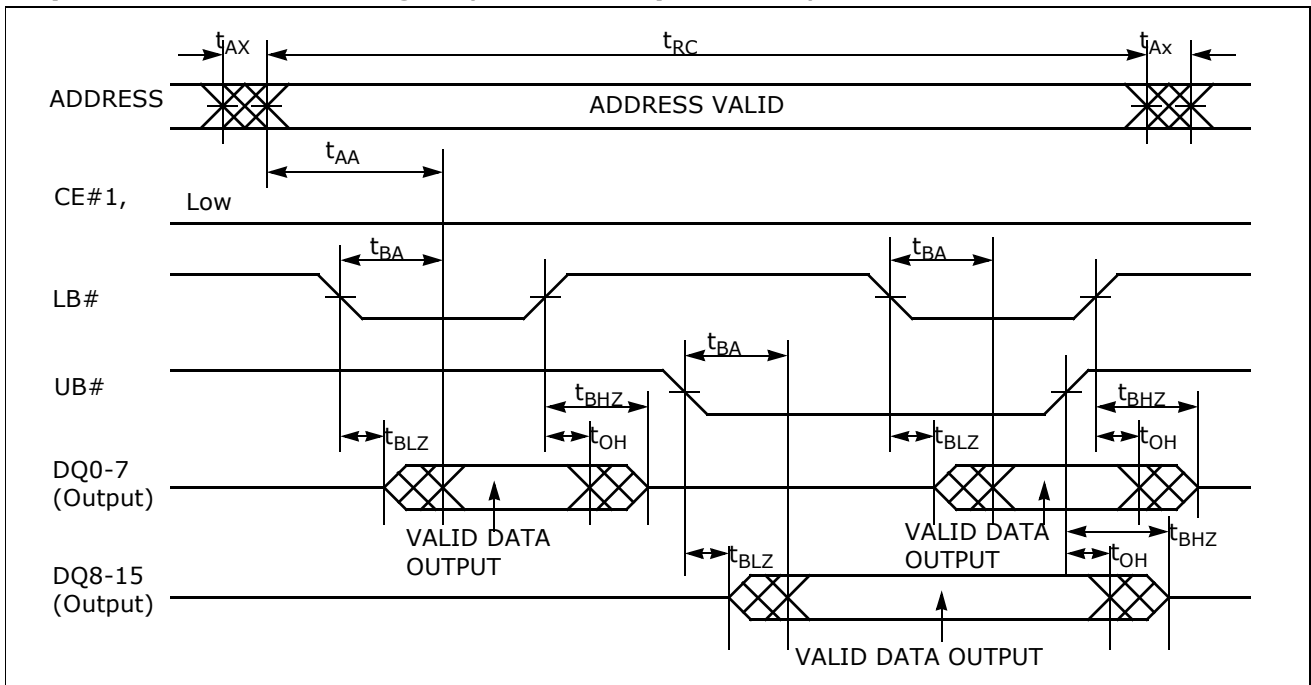 tAX tRC tAx
ADDRESS ADDRESS VALID
tAA
CE#1, Low
tBA tBA
LB#
tBA
UB#
tBHZ tBHZ
tBLZ tOH tBLZ tOH
DQ0-7
(Output)
VALID DATA
OUTPUT
VALID DATA
OUTPUT
tBHZ
tBLZ tOH
DQ8-15
(Output)
VALID DATA OUTPUT